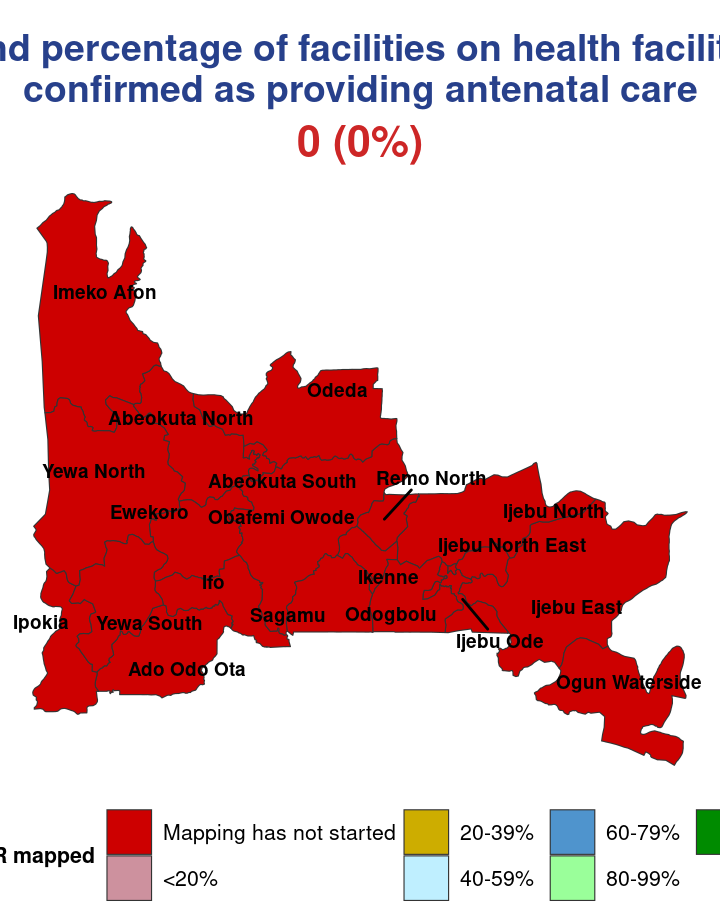 nd percentage of facilities on health facilit
confirmed as providing antenatal care
0 (0%)
Imeko Afon
Odeda
Abeokuta North
Yewa North
Abeokuta South
Remo North
Ewekoro
Obafemi Owode
Ijebu North
Ijebu North East
Ifo
Ikenne
Ipokia
Yewa South
Sagamu
Odogbolu
Ijebu East
Ijebu Ode
Ado Odo Ota
Ogun Waterside
R mapped
Mapping has not started
<20%
20-39%
40-59%
60-79%
80-99%